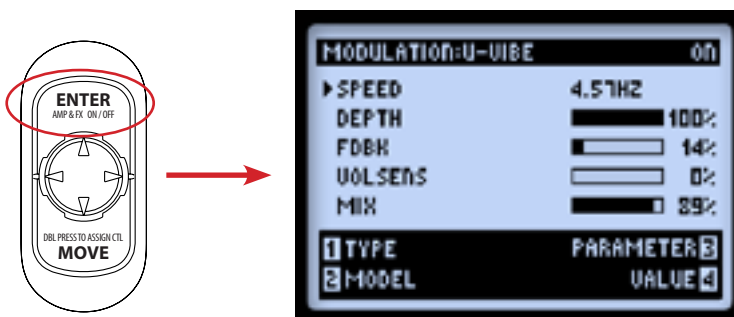 ENTER
AMP & FX ON / OFF
DBL PRESS TO ASSIGN CTL
MOVE
MODULATION:U-VIBE on
SPEED 4.57HZ
DEPTH 100%
FDBK 14%
VOLSENS 0%
MIX 89%
1 TYPE PARAMETER 3
2 MODEL VALUE 4